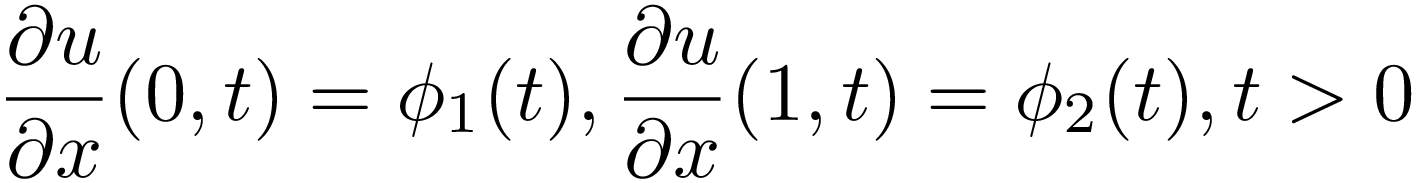 ∂u/∂x (0, t) = ϕ₁(t), ∂u/∂x (1, t) = ϕ₂(t), t > 0